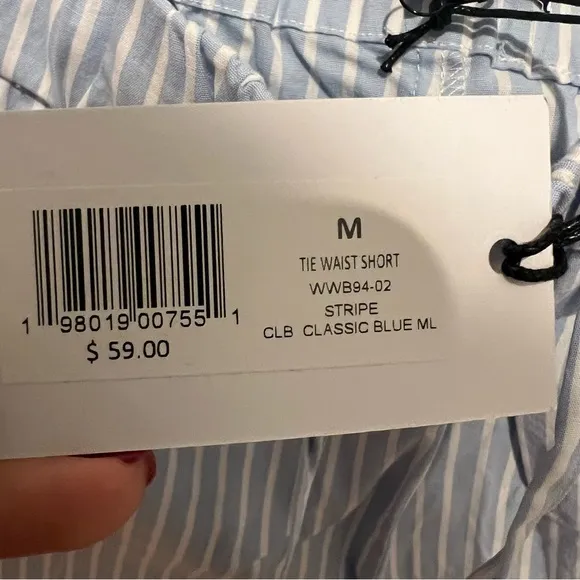 M
TIE WAIST SHORT
WWB94-02
STRIPE
CLB CLASSIC BLUE ML
1 98019 00755 1
$ 59.00